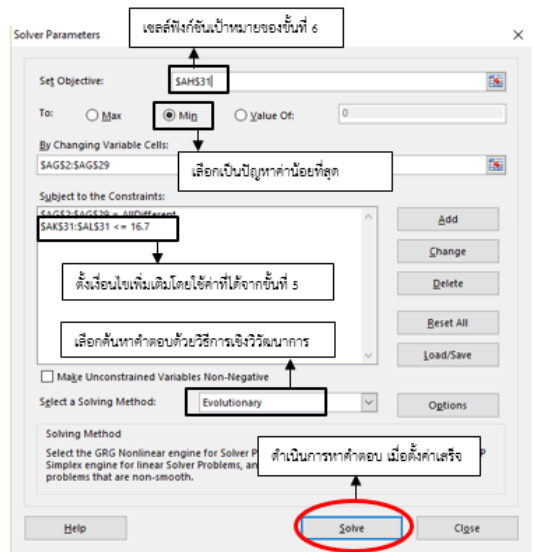 Solver Parameters
เซลล์ฟังก์ชันเป้าหมายของขั้นที่ 6
Set Objective:
$AH$31
To:
Max
Min
Value Of:
0
By Changing Variable Cells:
$AG$2:$AG$29
เลือกเป็นปัญหาค่าน้อยที่สุด
Subject to the Constraints:
$AG$2:$AG$29 = AllDifferent
$AK$31:$AL$31 <= 16.7
Add
Change
Delete
Reset All
Load/Save
ตั้งเงื่อนไขเพิ่มเติมโดยใช้ค่าที่ได้จากขั้นที่ 5
เลือกค้นหาคำตอบด้วยวิธีการเชิงวิวัฒนาการ
Make Unconstrained Variables Non-Negative
Select a Solving Method:
Evolutionary
Options
Solving Method
Select the GRG Nonlinear engine for Solver P
Simplex engine for linear Solver Problems, an
problems that are non-smooth.
ดำเนินการหาคำตอบ เมื่อตั้งค่าเสร็จ
P
Help
Solve
Close